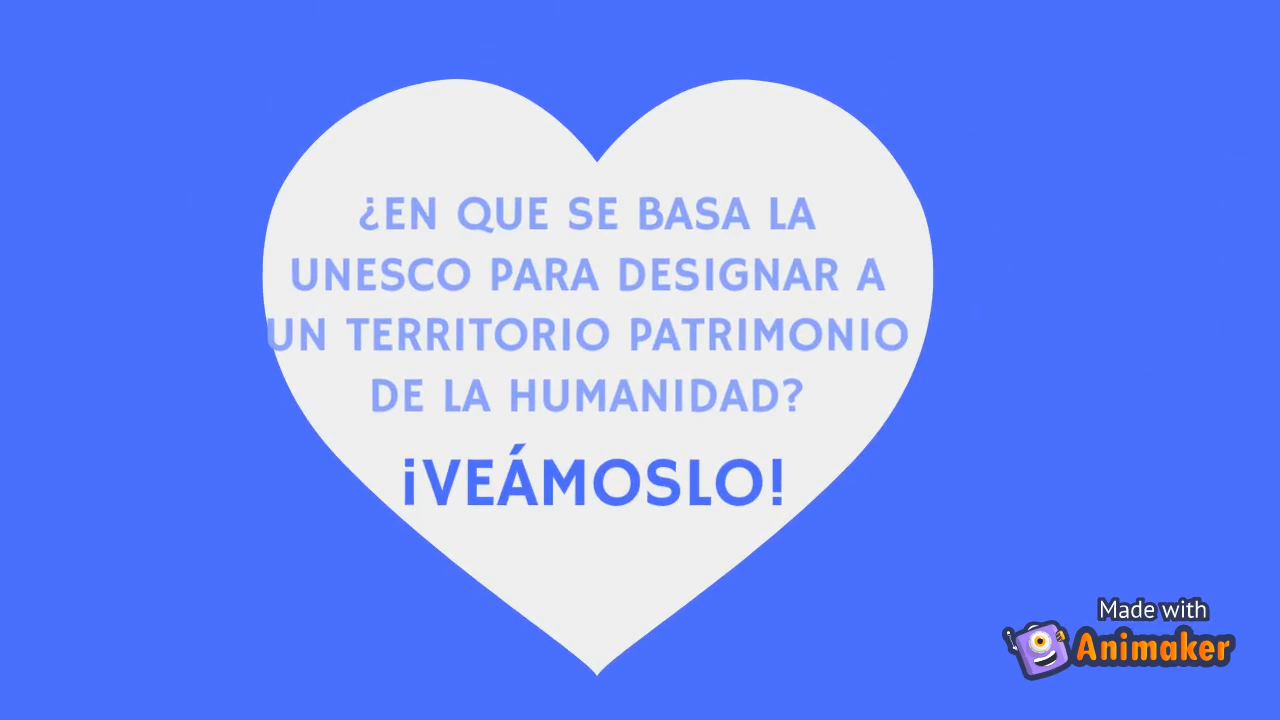 ¿EN QUE SE BASA LA
UNESCO PARA DESIGNAR A
UN TERRITORIO PATRIMONIO
DE LA HUMANIDAD?
¡VEÁMOSLO!
Made with
Animaker